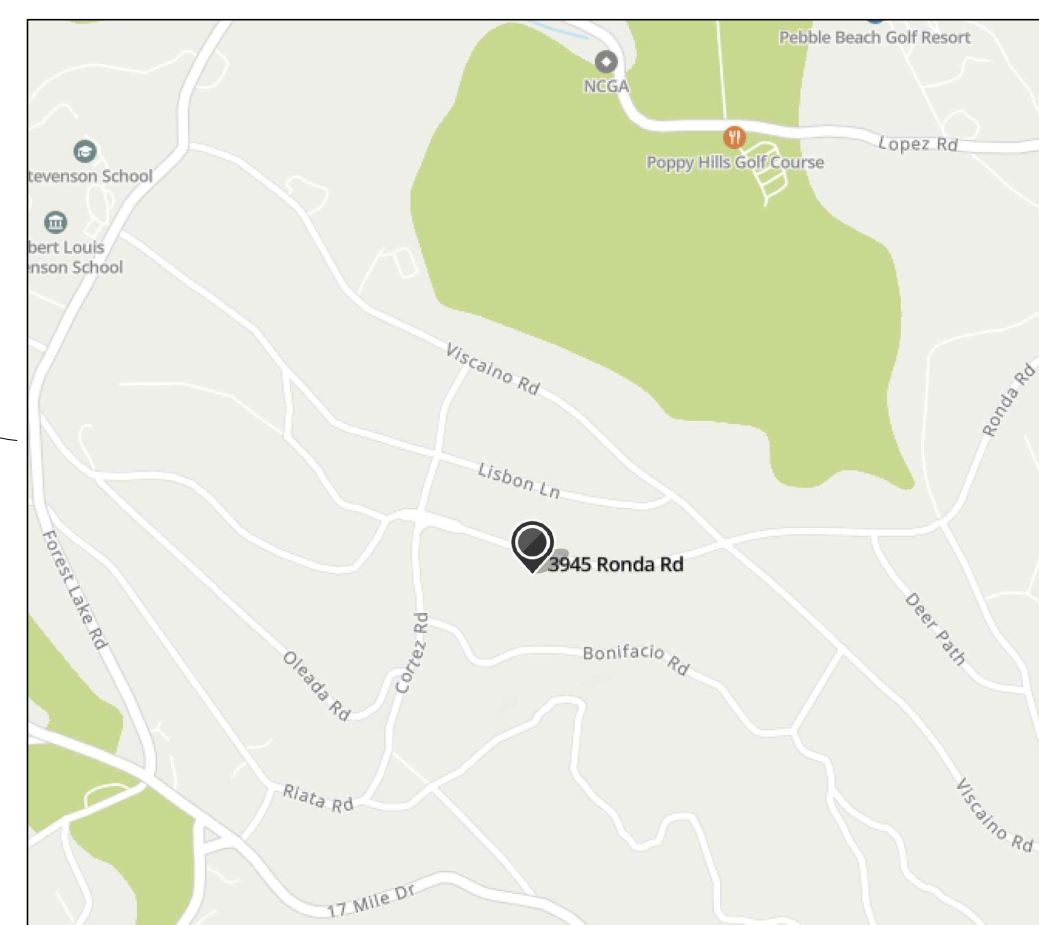 Pebble Beach Golf Resort
NCGA
Lopez Rd
Poppy Hills Golf Course
tevenson School
bert Louis
enson School
Viscaino Rd
Ronda Rd
Lisbon Ln
3945 Ronda Rd
Forest Lake Rd
Deer Path
Cortez Rd
Bonifacio Rd
Oleada Rd
Riata Rd
Viscaino Rd
17 Mile Dr